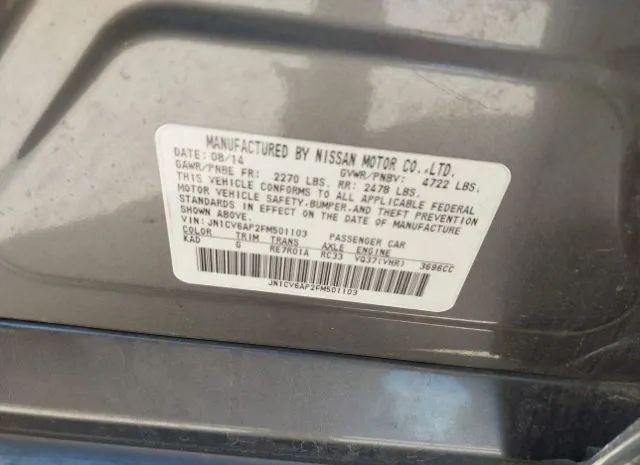 MANUFACTURED BY NISSAN MOTOR CO.,LTD.
DATE: 08/14 GVWR/PNBV: 4722 LBS.
GAWR/PNBE FR: 2270 LBS. RR: 2478 LBS.
THIS VEHICLE CONFORMS TO ALL APPLICABLE FEDERAL
MOTOR VEHICLE SAFETY,BUMPER,AND THEFT PREVENTION
STANDARDS IN EFFECT ON THE DATE OF MANUFACTURE
SHOWN ABOVE.
VIN: JN1CV6AP2FM501103 PASSENGER CAR
COLOR TRIM TRANS AXLE ENGINE
KAD G RE7R01A RC33 VQ37(VHR) 3696CC
JN1CV6AP2FM501103